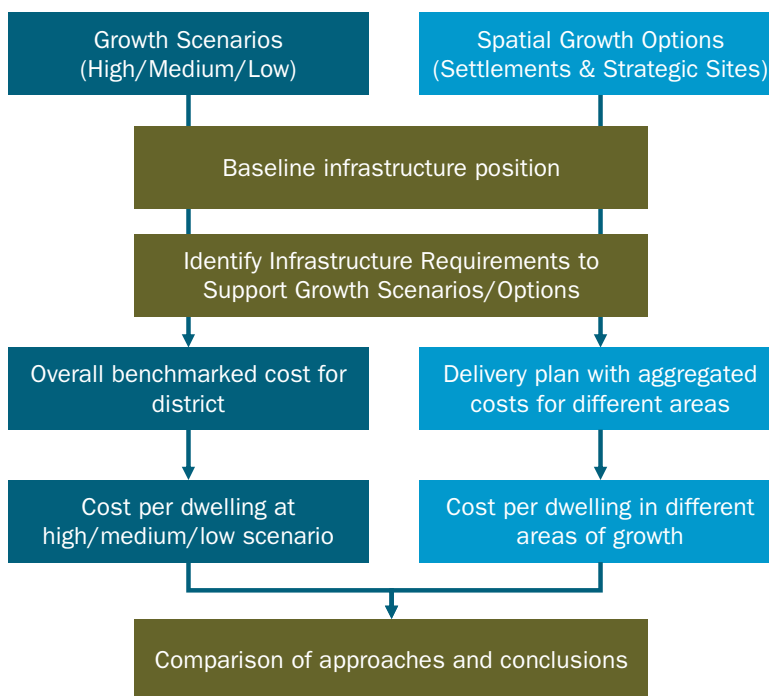 Growth Scenarios
(High/Medium/Low)
Spatial Growth Options
(Settlements & Strategic Sites)
Baseline infrastructure position
Identify Infrastructure Requirements to
Support Growth Scenarios/Options
Overall benchmarked cost for
district
Delivery plan with aggregated
costs for different areas
Cost per dwelling at
high/medium/low scenario
Cost per dwelling in different
areas of growth
Comparison of approaches and conclusions